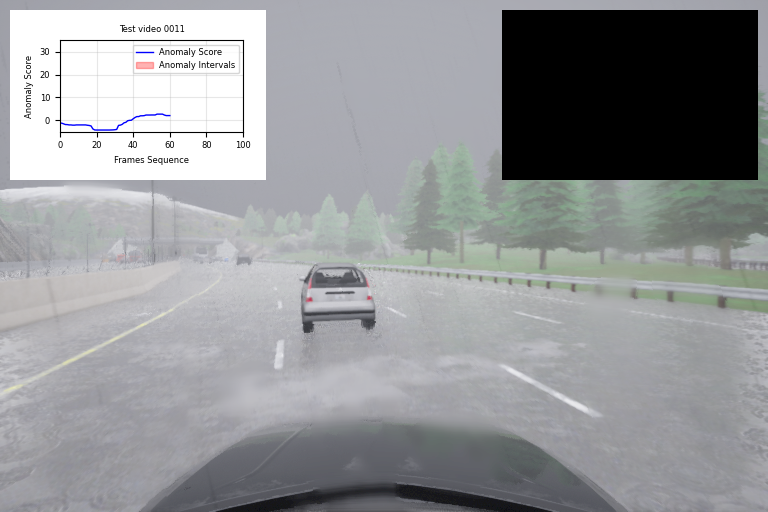 Test video 0011
Anomaly Score
30
20
10
0
Anomaly Score
Anomaly Intervals
0 20 40 60 80 100
Frames Sequence